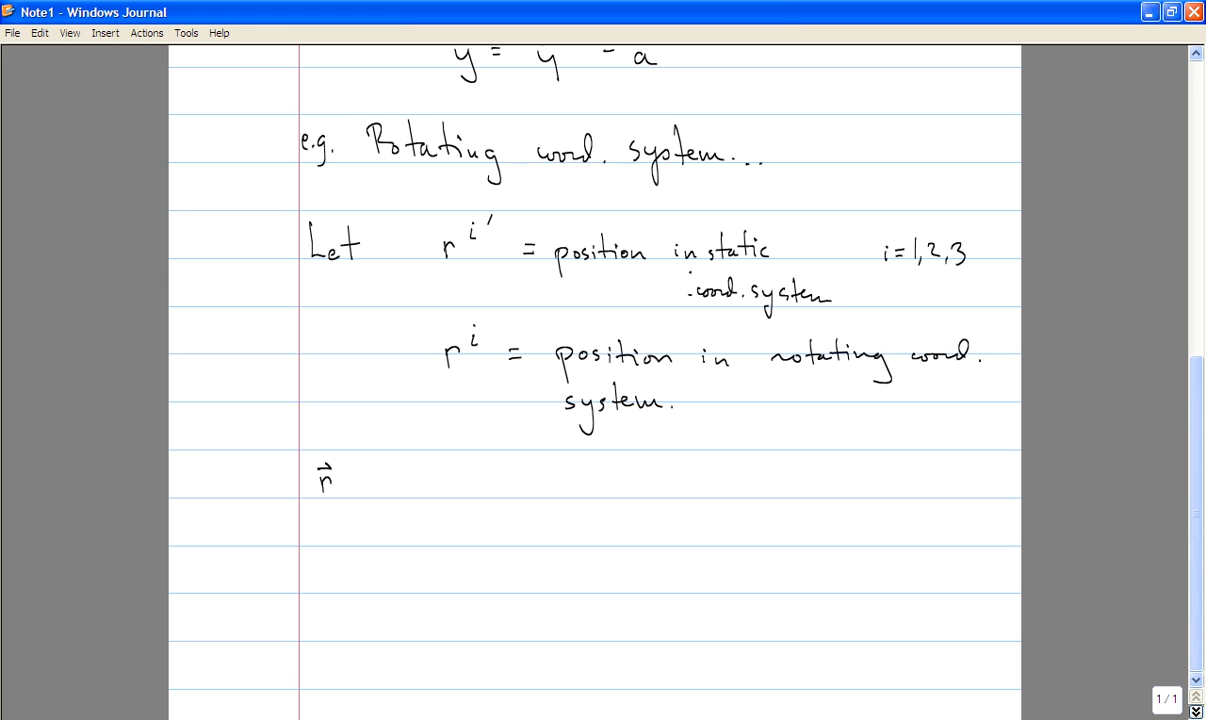 Note1 - Windows Journal
File Edit View Insert Actions Tools Help
y = y - a
e.g. Rotating coord. system...
Let r^i' = position in static i=1,2,3
coord. system
r^i = position in rotating coord.
system.
r⃗
1/1